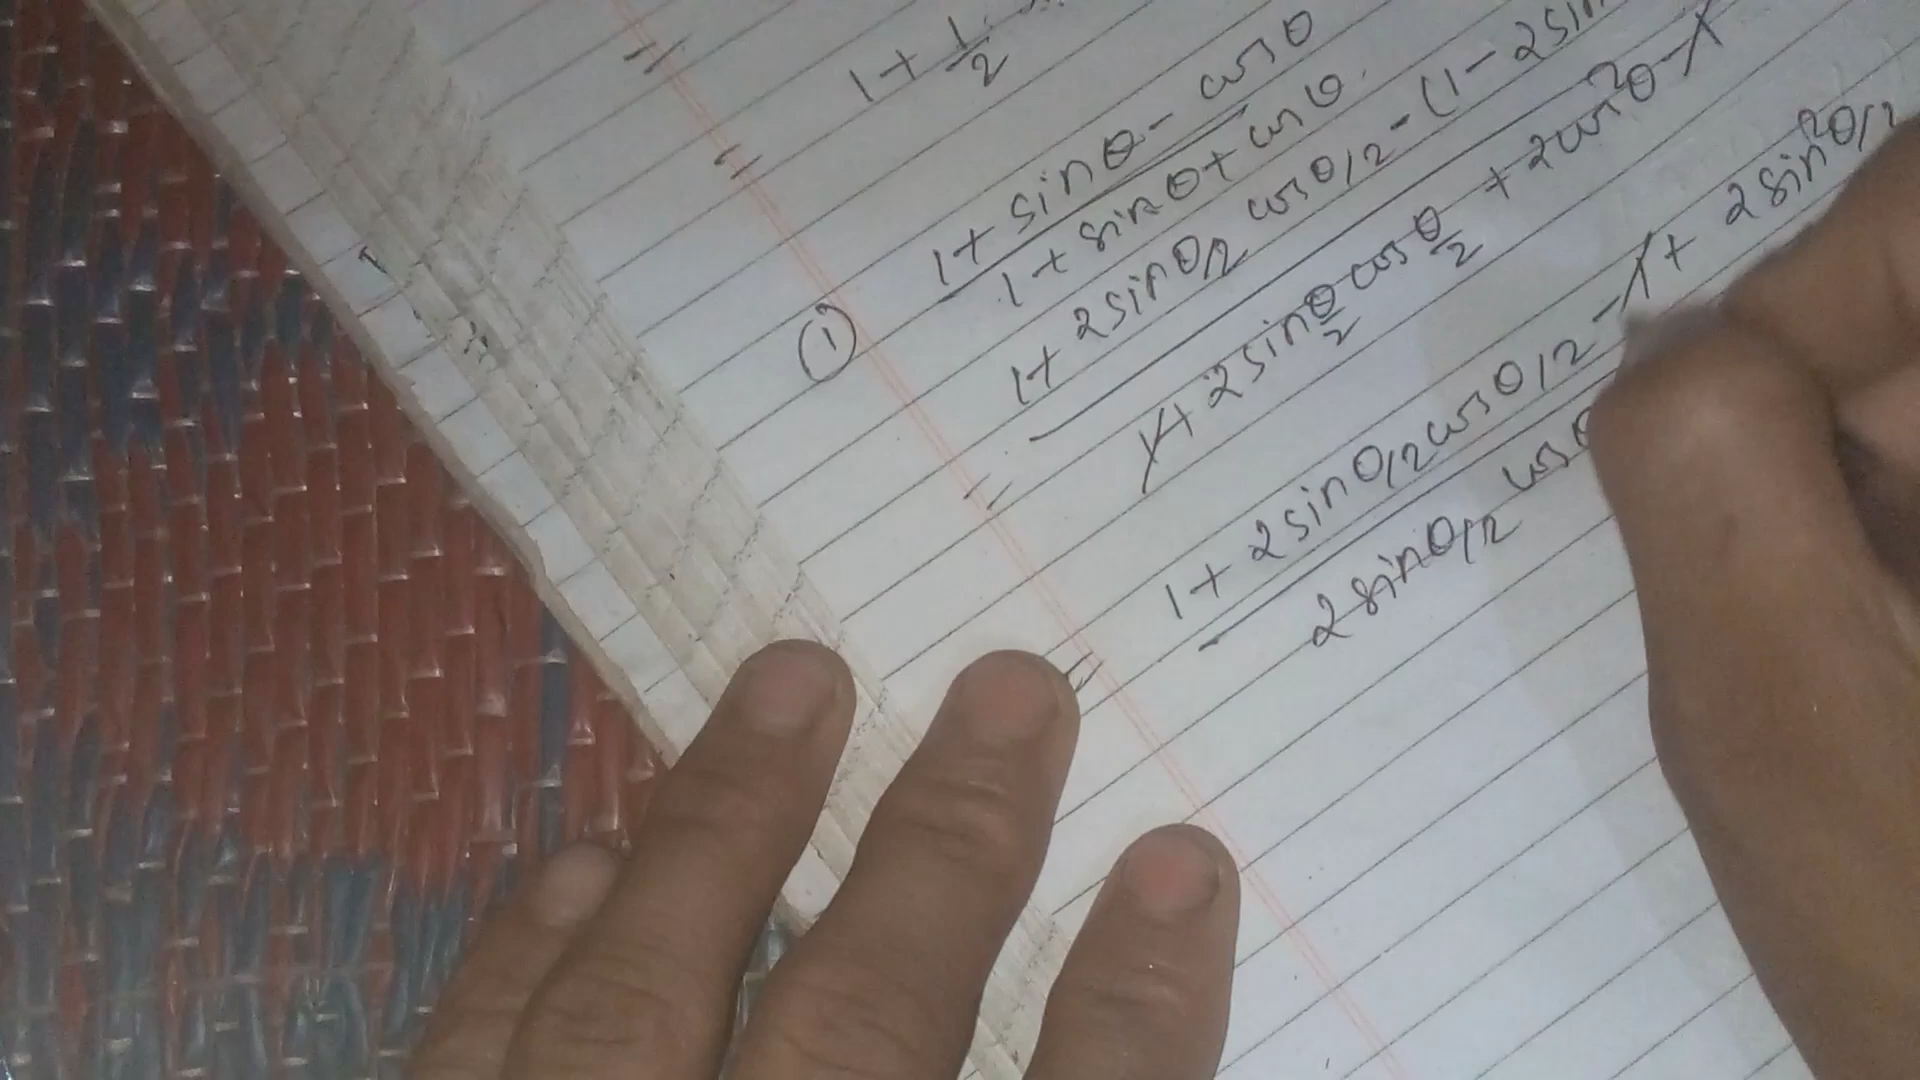 =
1 + 1/2
=
① 1 + sinθ - cosθ
1 + sinθ + cosθ.
1 + 2sinθ/2 cosθ/2 - (1 - 2sin
=
1 + 2sinθ/2 cosθ/2 + 2cos²θ - 1
= 1 + 2sinθ/2 cosθ/2 - 1 + 2sin²θ/2
2sinθ/2 cos